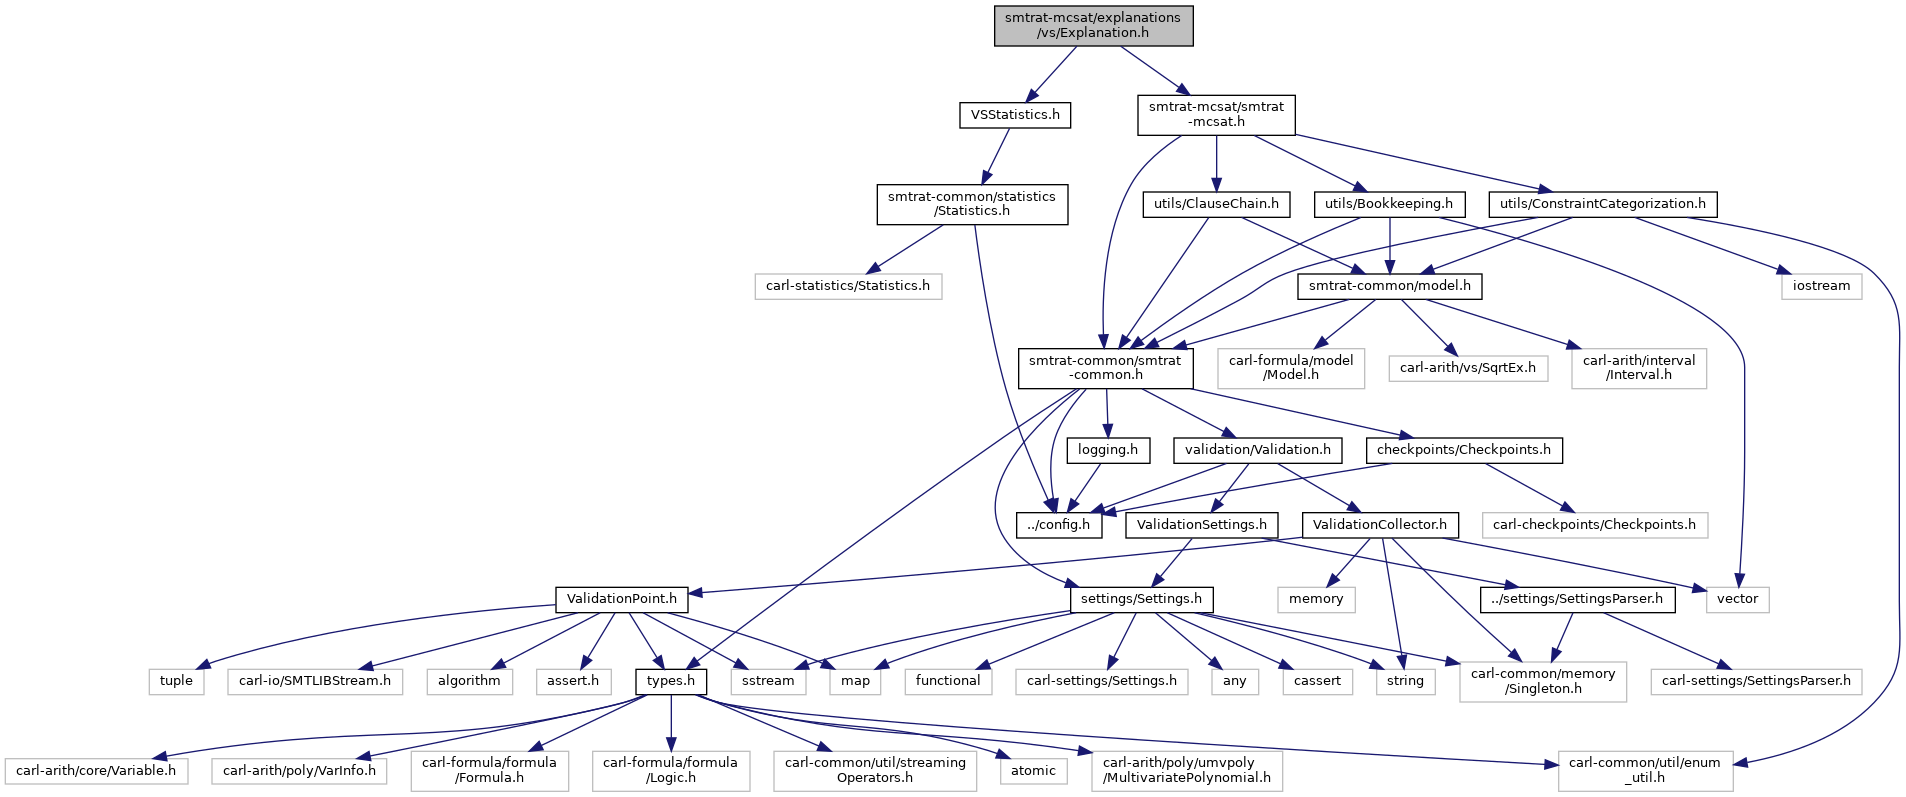 smtrat-mcsat/explanations
/vs/Explanation.h
VSStatistics.h
smtrat-mcsat/smtrat
-mcsat.h
smtrat-common/statistics
/Statistics.h
utils/ClauseChain.h
utils/Bookkeeping.h
utils/ConstraintCategorization.h
carl-statistics/Statistics.h
smtrat-common/model.h
iostream
smtrat-common/smtrat
-common.h
carl-formula/model
/Model.h
carl-arith/vs/SqrtEx.h
carl-arith/interval
/Interval.h
logging.h
validation/Validation.h
checkpoints/Checkpoints.h
../config.h
ValidationSettings.h
ValidationCollector.h
carl-checkpoints/Checkpoints.h
ValidationPoint.h
settings/Settings.h
memory
../settings/SettingsParser.h
vector
tuple
carl-io/SMTLIBStream.h
algorithm
assert.h
types.h
sstream
map
functional
carl-settings/Settings.h
any
cassert
string
carl-common/memory
/Singleton.h
carl-settings/SettingsParser.h
carl-arith/core/Variable.h
carl-arith/poly/VarInfo.h
carl-formula/formula
/Formula.h
carl-formula/formula
/Logic.h
carl-common/util/streaming
Operators.h
atomic
carl-arith/poly/umvpoly
/MultivariatePolynomial.h
carl-common/util/enum
_util.h